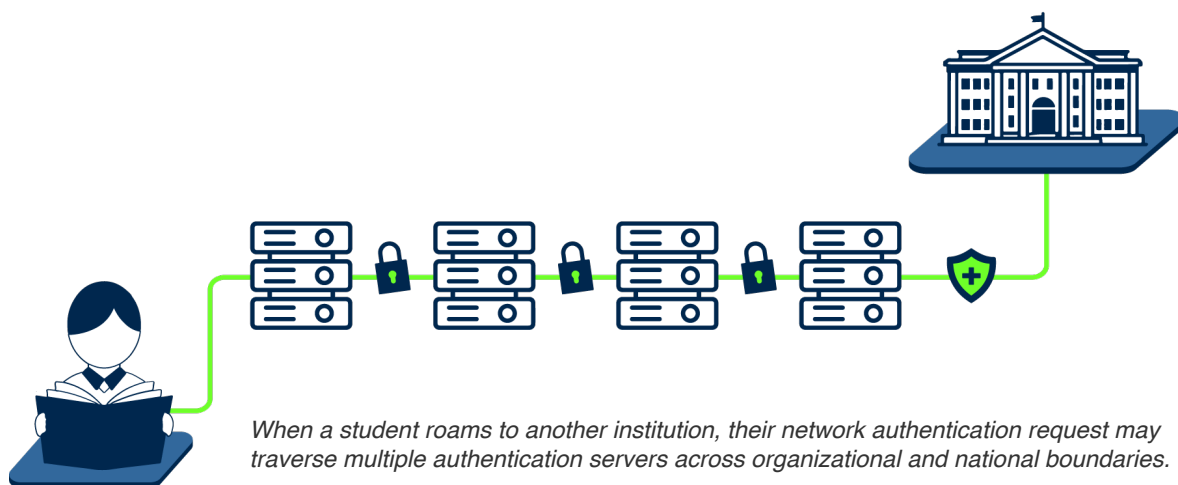 When a student roams to another institution, their network authentication request may
traverse multiple authentication servers across organizational and national boundaries.